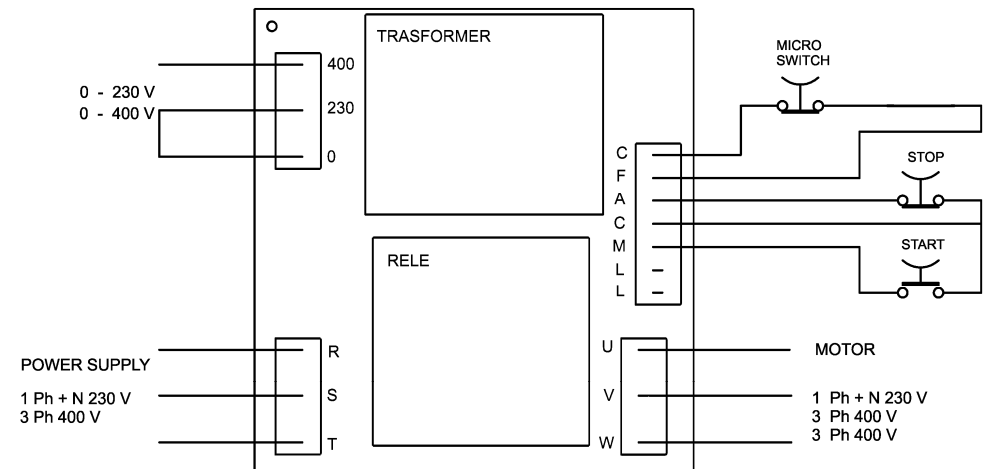 TRASFORMER
400
230
0
0 - 230 V
0 - 400 V
MICRO
SWITCH
C
F
A
C
M
L
L
STOP
START
RELE
POWER SUPPLY
1 Ph + N 230 V
3 Ph 400 V
R
S
T
U
V
W
MOTOR
1 Ph + N 230 V
3 Ph 400 V
3 Ph 400 V